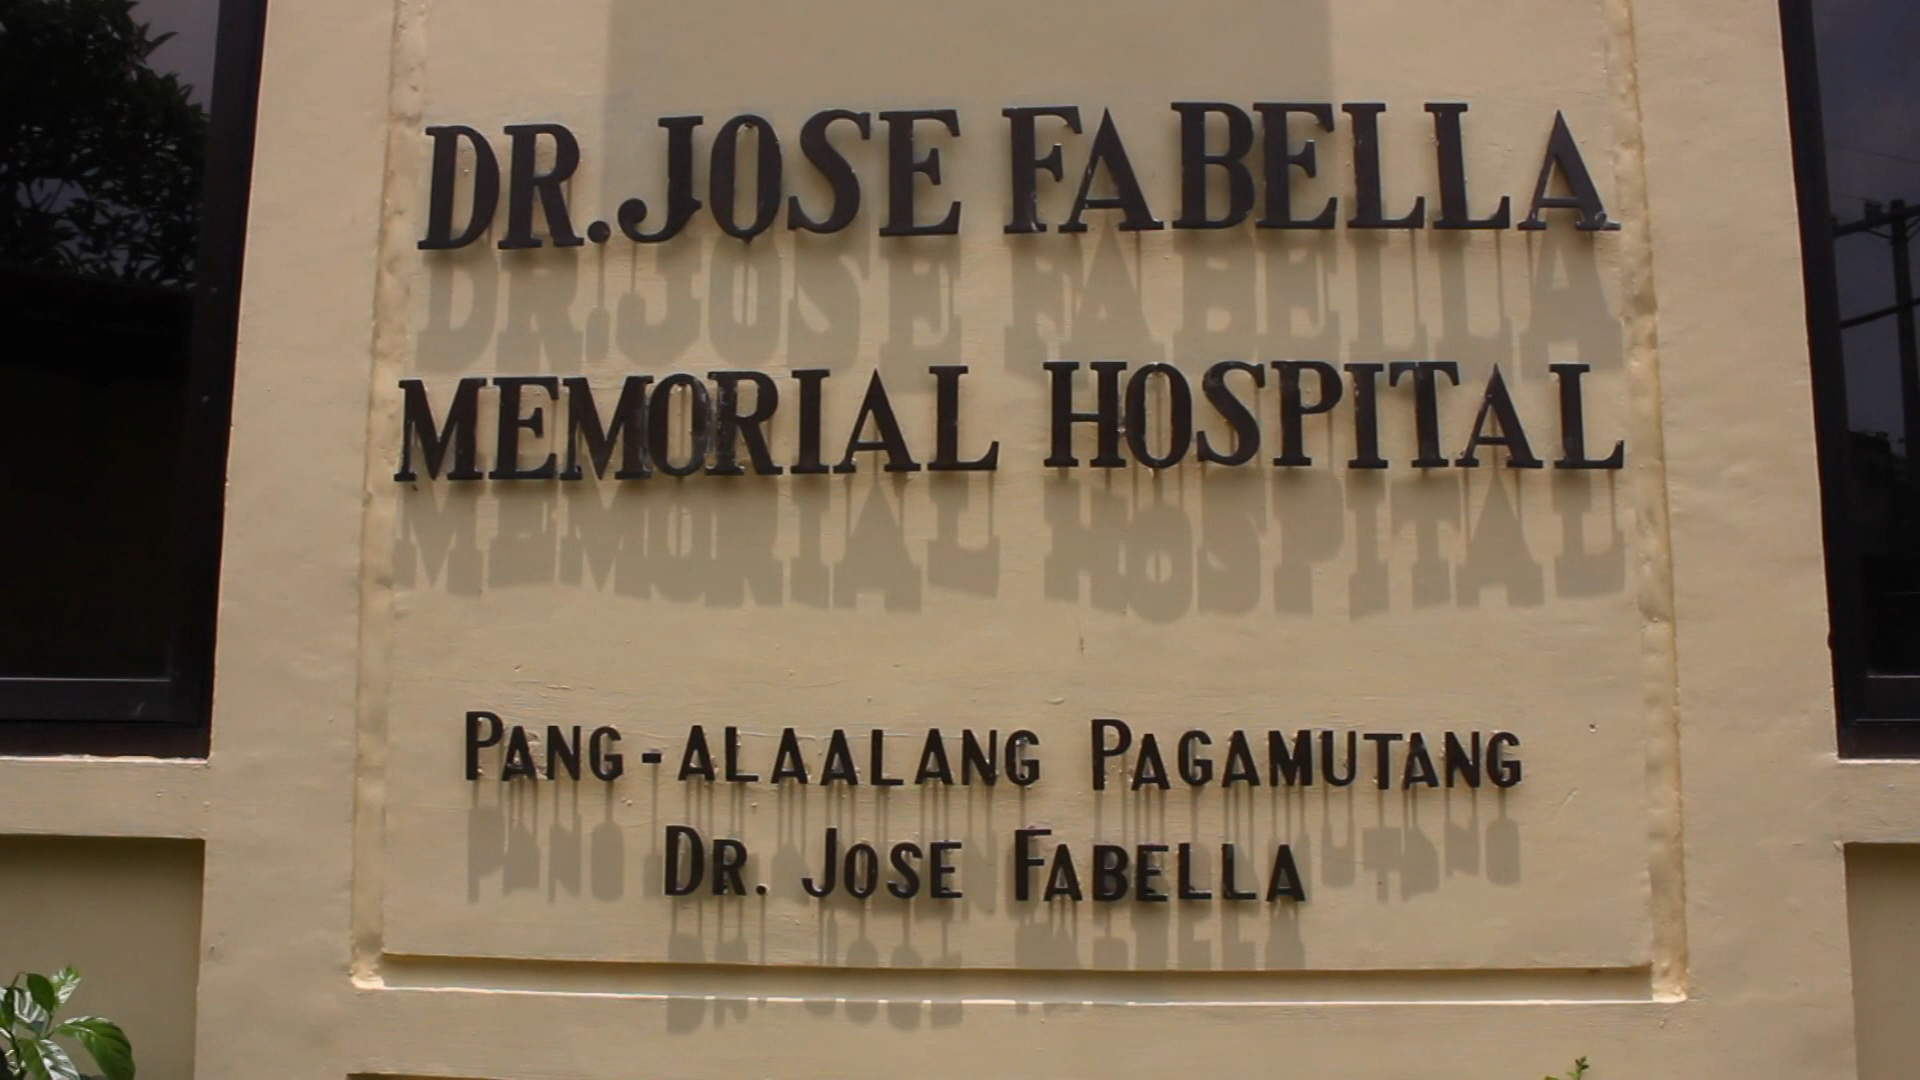 DR. JOSE FABELLA
MEMORIAL HOSPITAL
PANG-ALAALANG PAGAMUTANG
DR. JOSE FABELLA